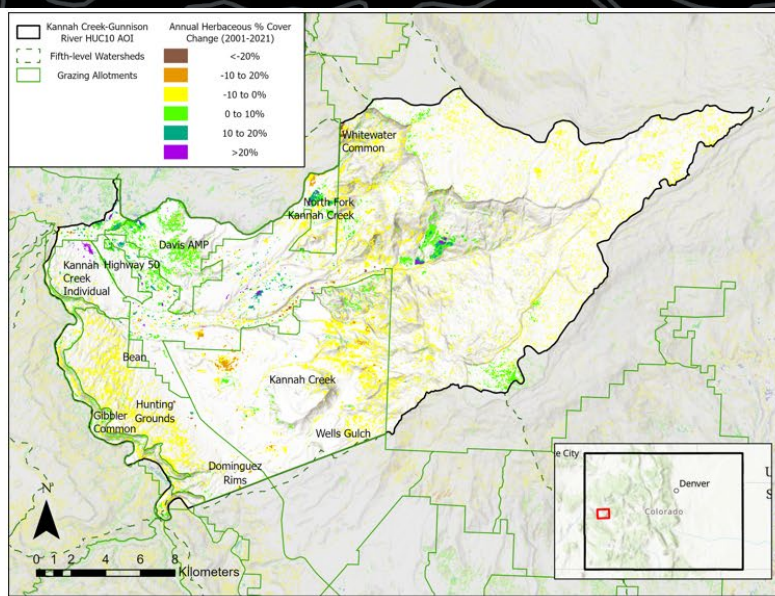 Kannah Creek-Gunnison
River HUC10 AOI
Fifth-level Watersheds
Grazing Allotments
Annual Herbaceous % Cover
Change (2001-2021)
<-20%
-10 to 20%
-10 to 0%
0 to 10%
10 to 20%
>20%
Whitewater
Common
North Fork
Kannah Creek
Davis AMP
Highway 50
Kannah
Creek
Individual
Bean
Kannah Creek
Hunting
Grounds
Gibbler
Common
Wells Gulch
Dominguez
Rims
N
0 1 2 4 6 8
Kilometers
e City
Denver
Colorado
U
S